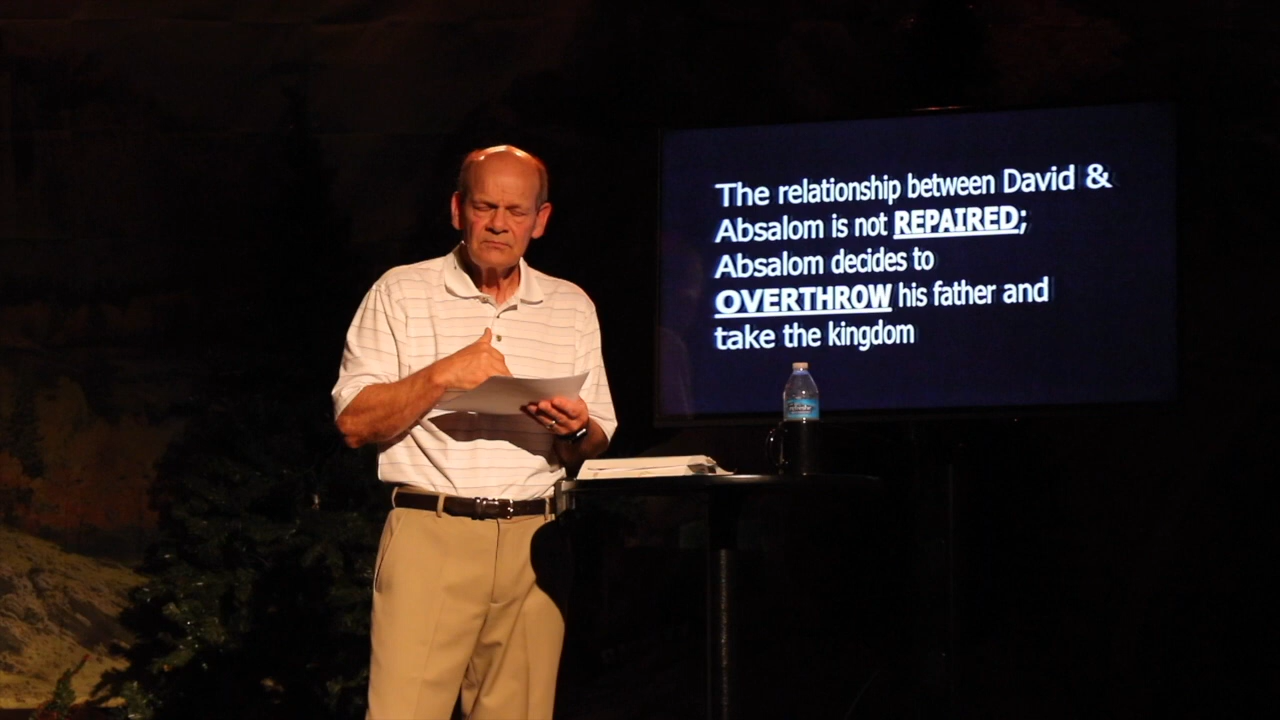 The relationship between David &
Absalom is not REPAIRED;
Absalom decides to
OVERTHROW his father and
take the kingdom